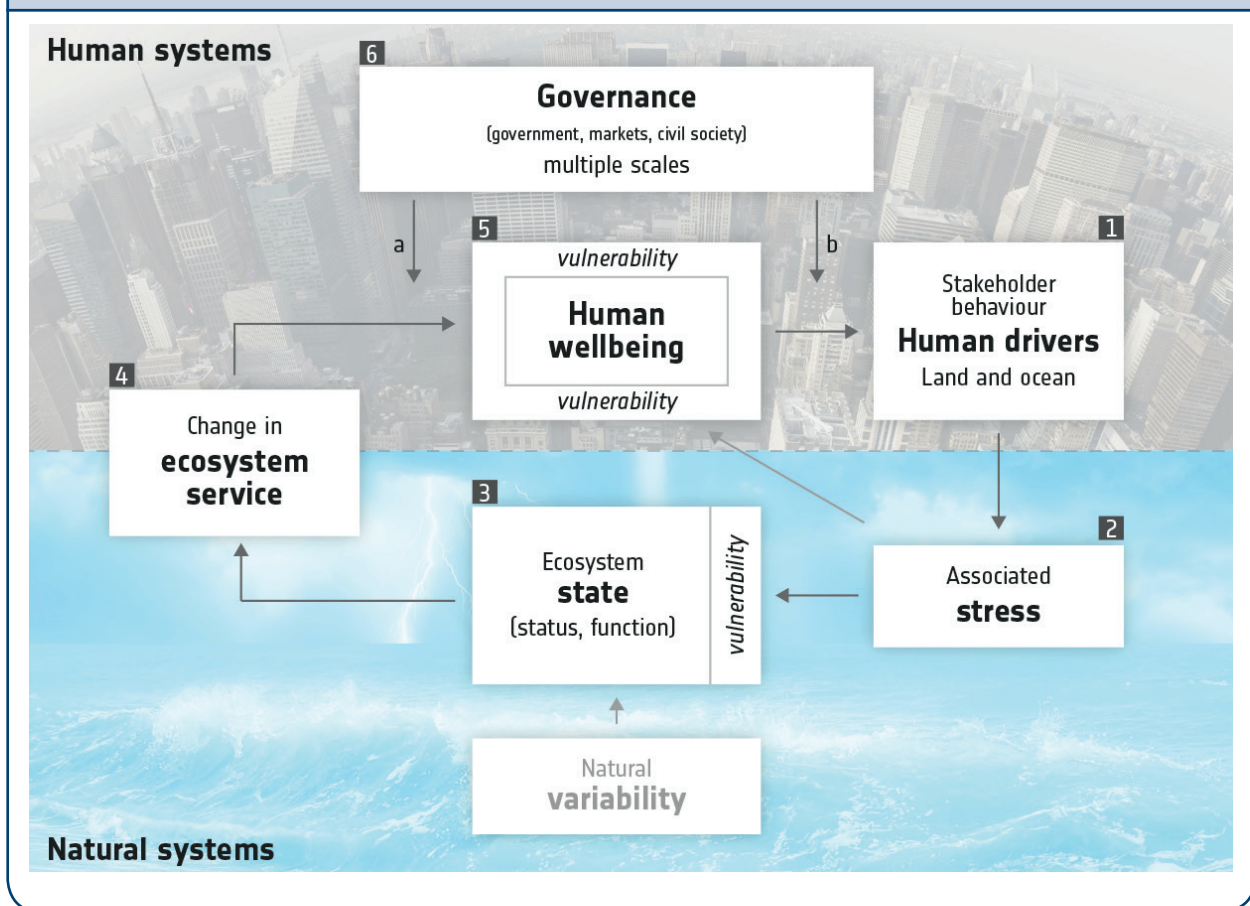 Human systems
6
Governance
(government, markets, civil society)
multiple scales
a
b
5
vulnerability
Human
wellbeing
vulnerability
1
Stakeholder
behaviour
Human drivers
Land and ocean
4
Change in
ecosystem
service
3
Ecosystem
state
(status, function)
vulnerability
2
Associated
stress
Natural
variability
Natural systems